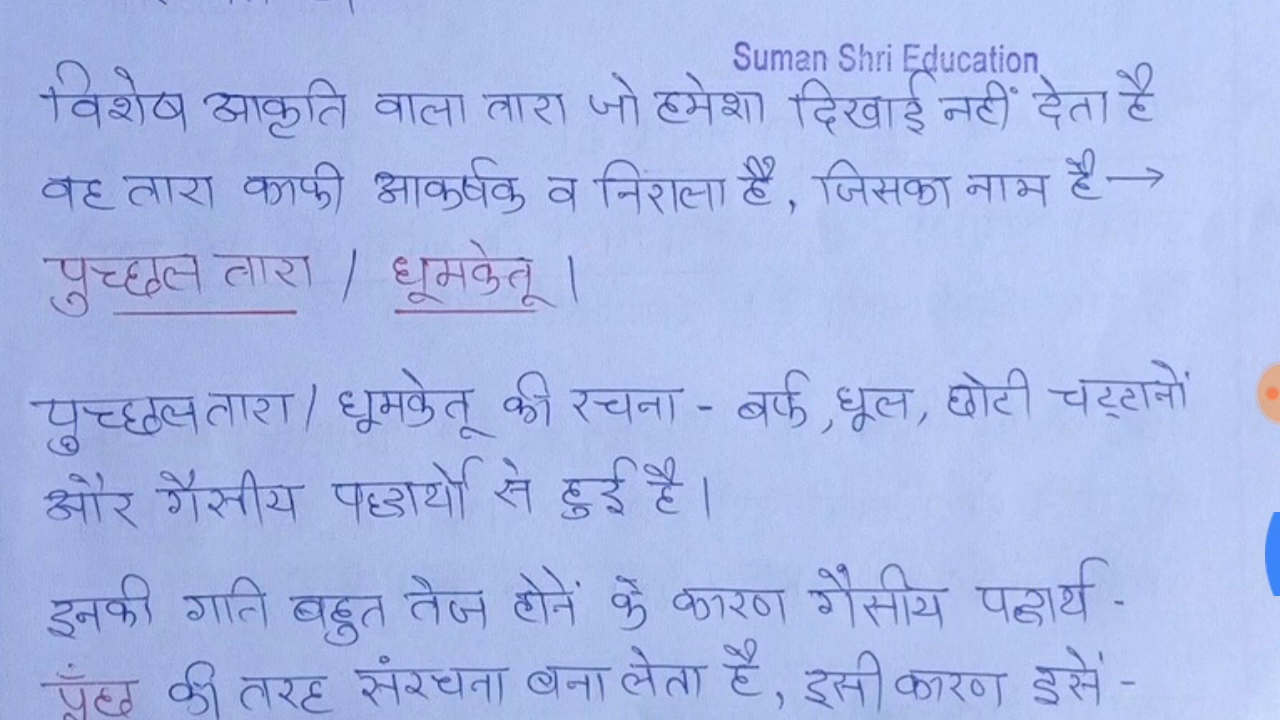 Suman Shri Education
विशेष आकृति वाला तारा जो हमेशा दिखाई नहीं देता है
वह तारा काफी आकर्षक व निराला है, जिसका नाम है →
पुच्छल तारा / धूमकेतू ।
पुच्छल तारा / धूमकेतू की रचना - बर्फ, धूल, छोटी चट्टानों
और गैसीय पदार्थो से हुई है ।
इनकी गति बहुत तेज होनें के कारण गैसीय पदार्थ -
पूँछ की तरह संरचना बना लेता है, इसी कारण इसें -